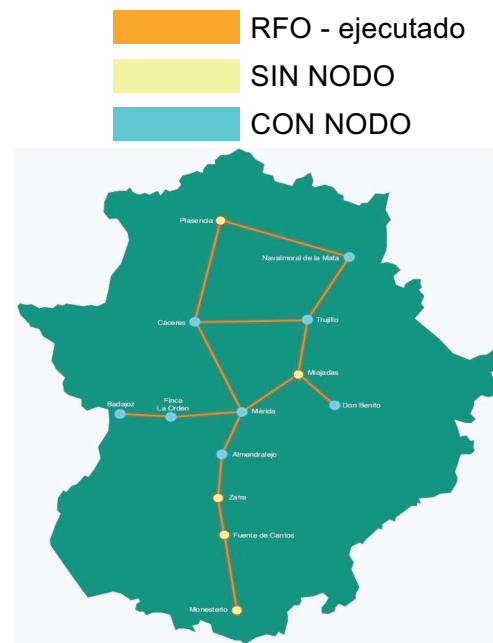 RFO - ejecutado
SIN NODO
CON NODO
Plasencia
Navalmoral de la Mata
Cáceres
Trujillo
Miajadas
Badajoz
Finca
La Orden
Mérida
Don Benito
Almendralejo
Zafra
Fuente de Cantos
Monesterio